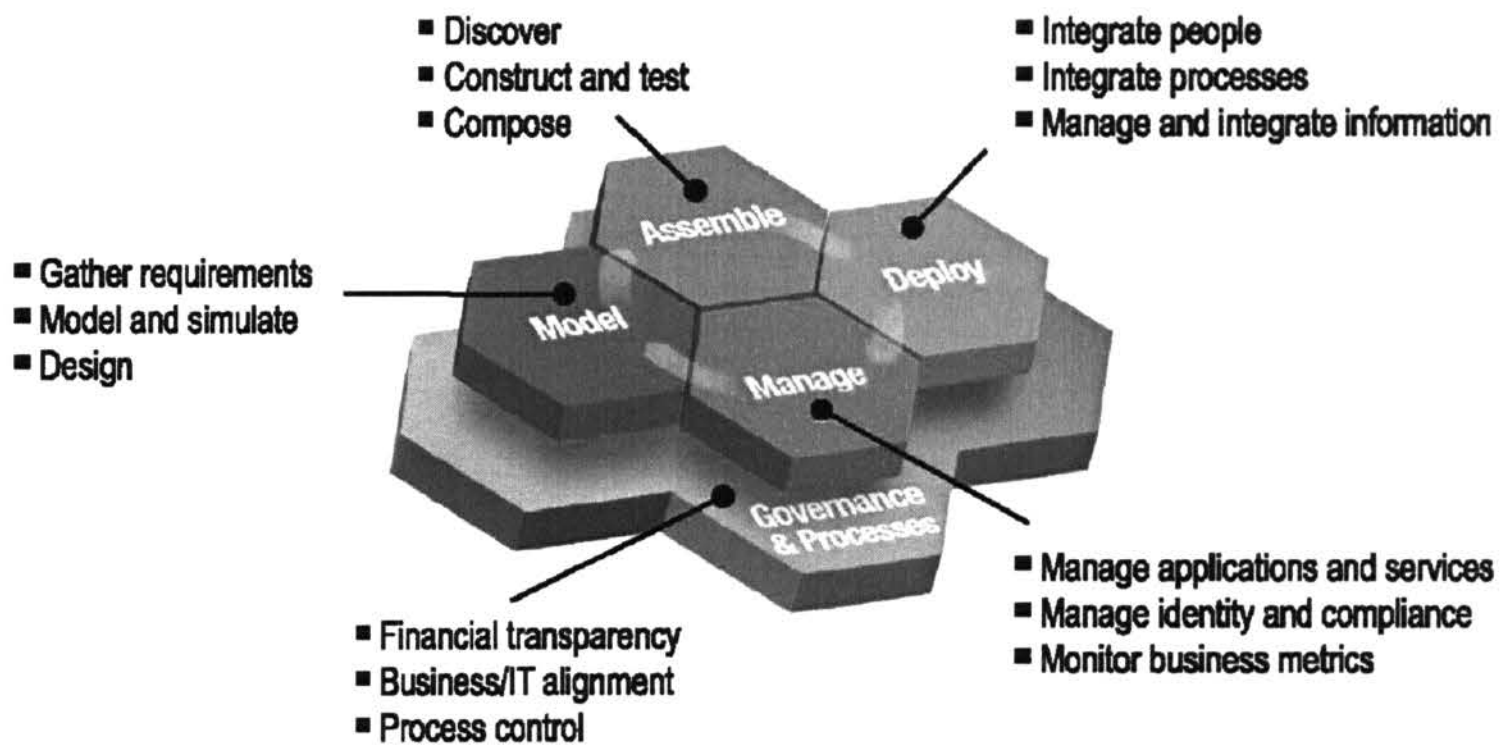 ■ Discover
■ Construct and test
■ Compose
■ Integrate people
■ Integrate processes
■ Manage and integrate information
Assemble
Deploy
■ Gather requirements
■ Model and simulate
■ Design
Model
Manage
Governance
& Processes
■ Financial transparency
■ Business/IT alignment
■ Process control
■ Manage applications and services
■ Manage identity and compliance
■ Monitor business metrics